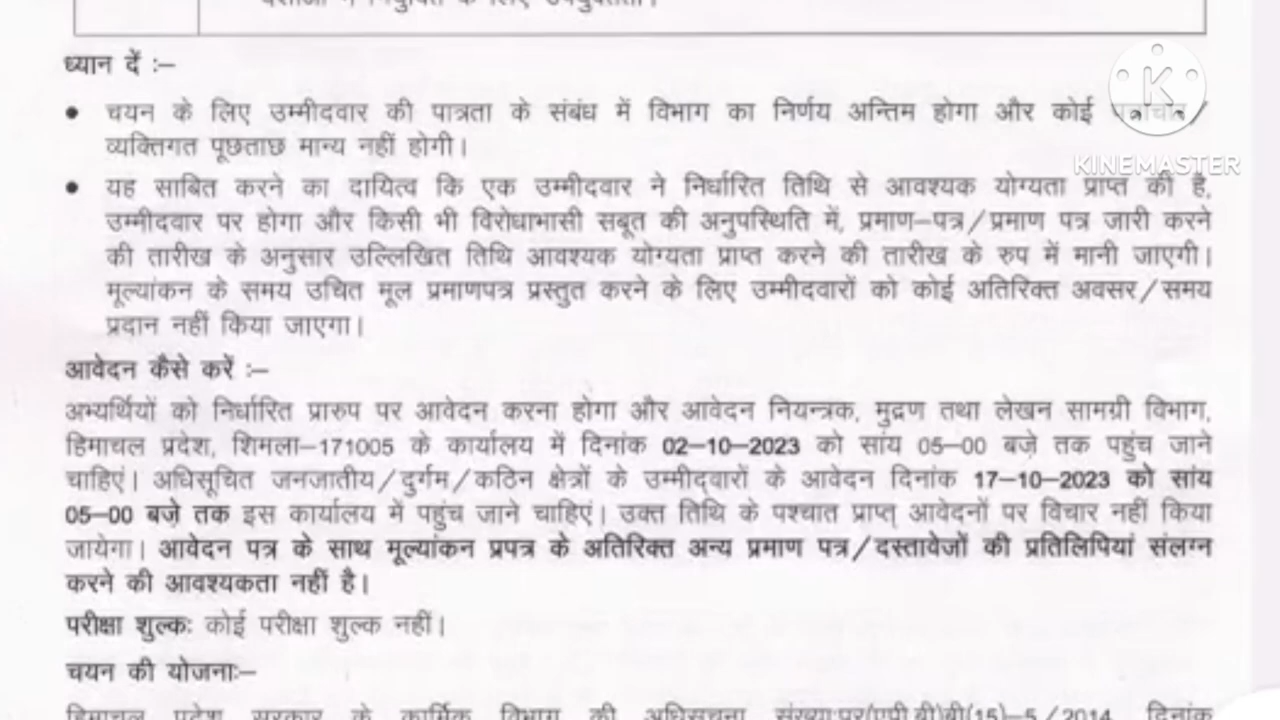 ध्यान दें :–
• चयन के लिए उम्मीदवार की पात्रता के संबंध में विभाग का निर्णय अन्तिम होगा और कोई पत्राचार/
व्यक्तिगत पूछताछ मान्य नहीं होगी।
KINEMASTER
• यह साबित करने का दायित्व कि एक उम्मीदवार ने निर्धारित तिथि से आवश्यक योग्यता प्राप्त की है,
उम्मीदवार पर होगा और किसी भी विरोधाभासी सबूत की अनुपस्थिति में, प्रमाण–पत्र/प्रमाण पत्र जारी करने
की तारीख के अनुसार उल्लिखित तिथि आवश्यक योग्यता प्राप्त करने की तारीख के रुप में मानी जाएगी।
मूल्यांकन के समय उचित मूल प्रमाणपत्र प्रस्तुत करने के लिए उम्मीदवारों को कोई अतिरिक्त अवसर/समय
प्रदान नहीं किया जाएगा।
आवेदन कैसे करें :–
अभ्यर्थियों को निर्धारित प्रारुप पर आवेदन करना होगा और आवेदन नियन्त्रक, मुद्रण तथा लेखन सामग्री विभाग,
हिमाचल प्रदेश, शिमला–171005 के कार्यालय में दिनांक 02–10–2023 को सांय 05–00 बजे़ तक पहुंच जाने
चाहिएं। अधिसूचित जनजातीय/दुर्गम/कठिन क्षेत्रों के उम्मीद्वारों के आवेदन दिनांक 17–10–2023 को सांय
05–00 बजे़ तक इस कार्यालय में पहुंच जाने चाहिएं। उक्त तिथि के पश्चात प्राप्त् आवेदनों पर विचार नहीं किया
जायेगा। आवेदन पत्र के साथ मूल्यांकन प्रपत्र के अतिरिक्त अन्य प्रमाण पत्र/दस्तावेजों की प्रतिलिपियां संलग्न
करने की आवश्यकता नहीं है।
परीक्षा शुल्कः कोई परीक्षा शुल्क नहीं।
चयन की योजनाः–
हिमाचल प्रदेश सरकार के कार्मिक विभाग की अधिसूचना